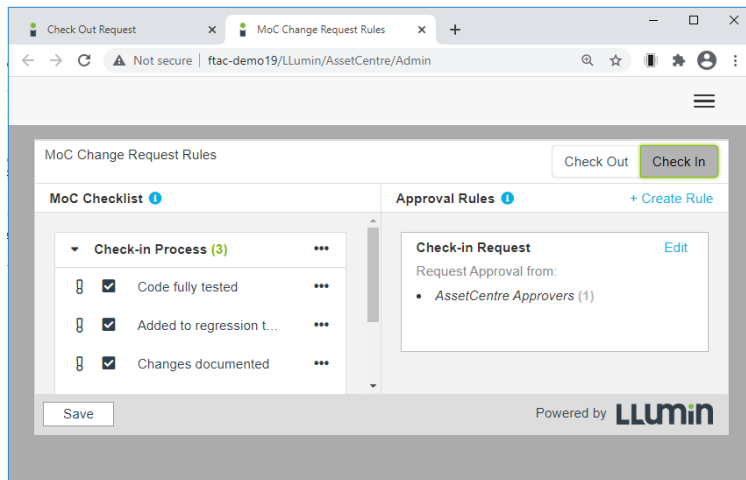 Check Out Request
MoC Change Request Rules
Not secure | ftac-demo19/LLumin/AssetCentre/Admin
MoC Change Request Rules
Check Out
Check In
MoC Checklist
Approval Rules
+ Create Rule
Check-in Process (3)
Code fully tested
Added to regression t...
Changes documented
Check-in Request
Edit
Request Approval from:
• AssetCentre Approvers (1)
Save
Powered by LLumin